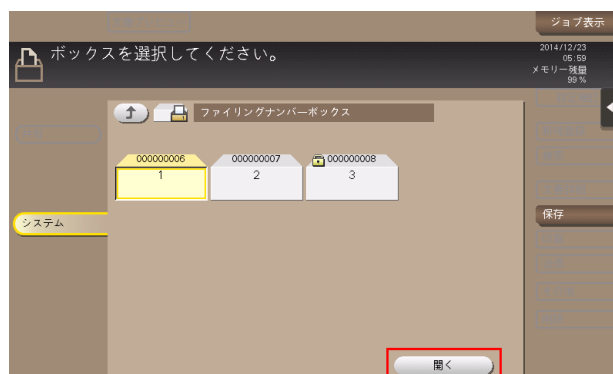 ジョブ表示
ボックスを選択してください。
2014/12/23
05:59
メモリー残量
99 %
ファイリングナンバーボックス
000000006
000000007
000000008
1
2
3
システム
保存
開く